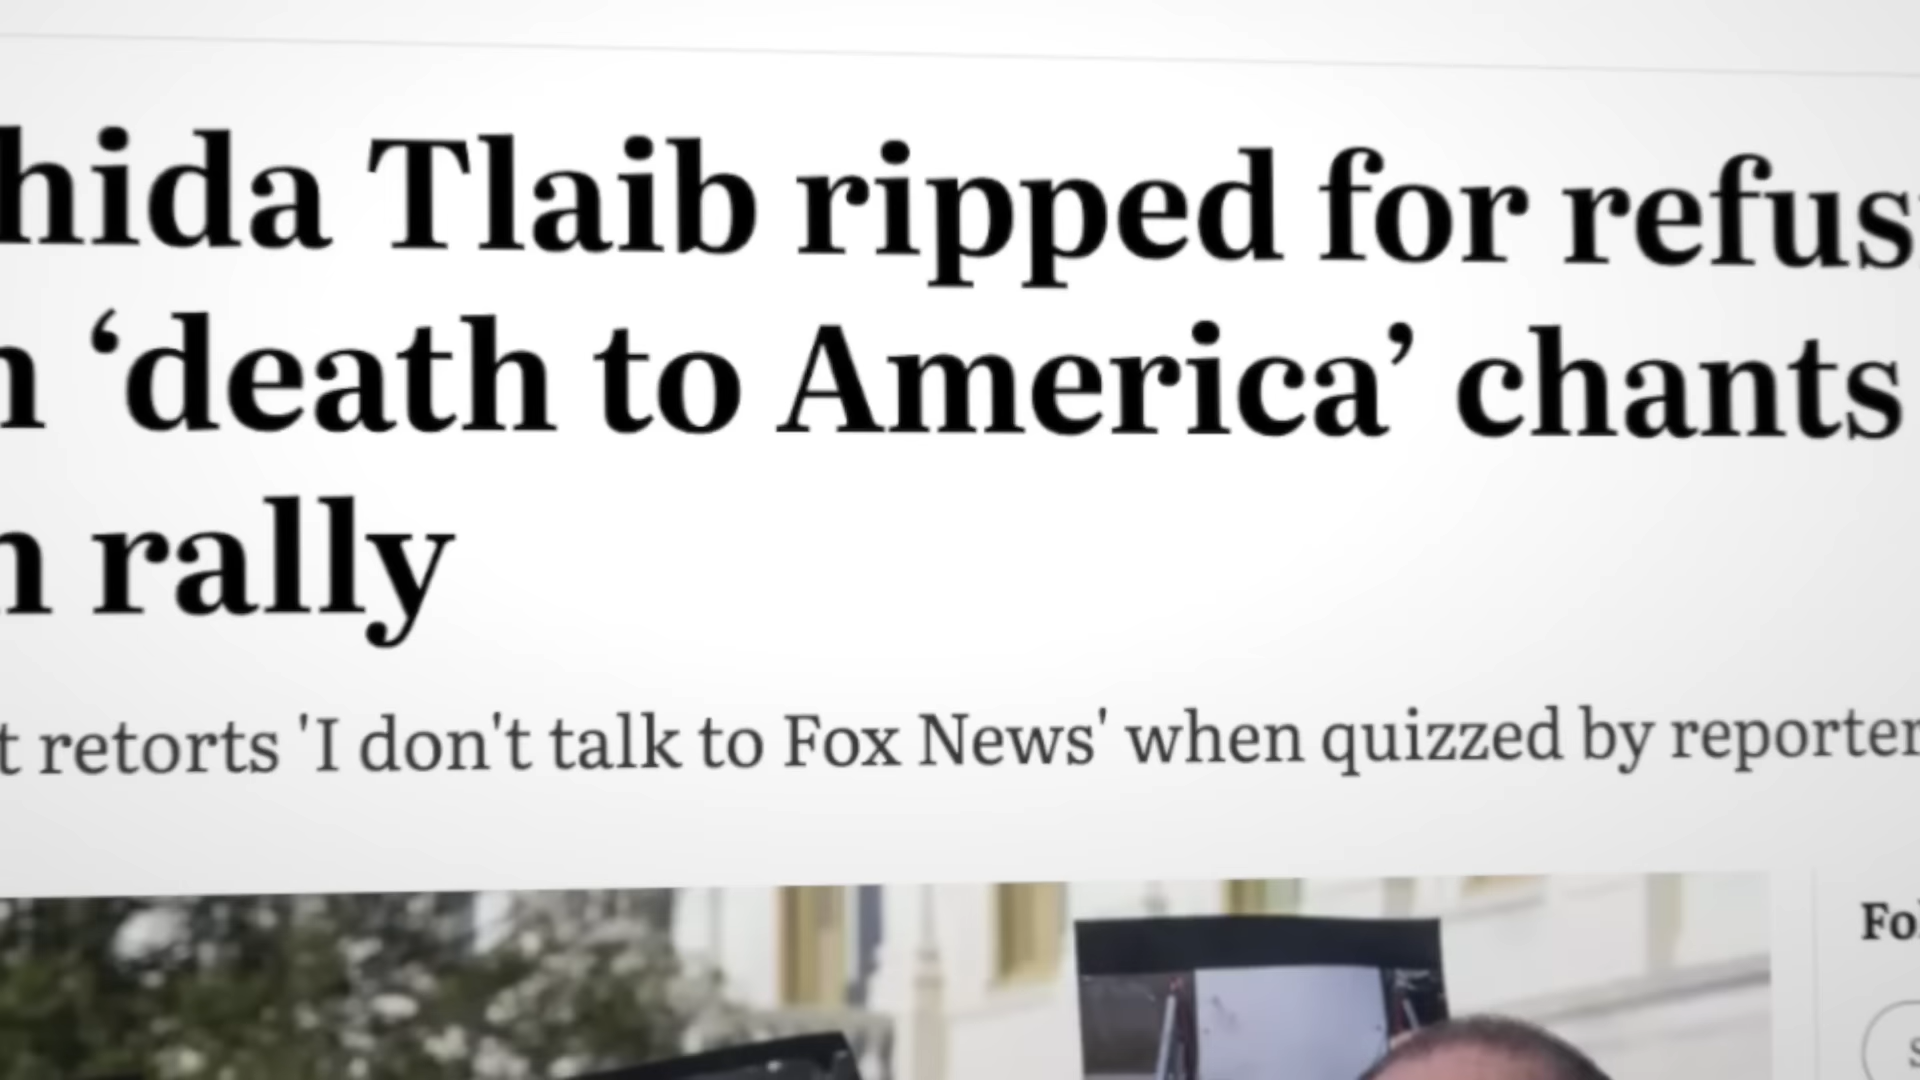 hida Tlaib ripped for refus
n ‘death to America’ chants
n rally
t retorts 'I don't talk to Fox News' when quizzed by reporter
Fo
S